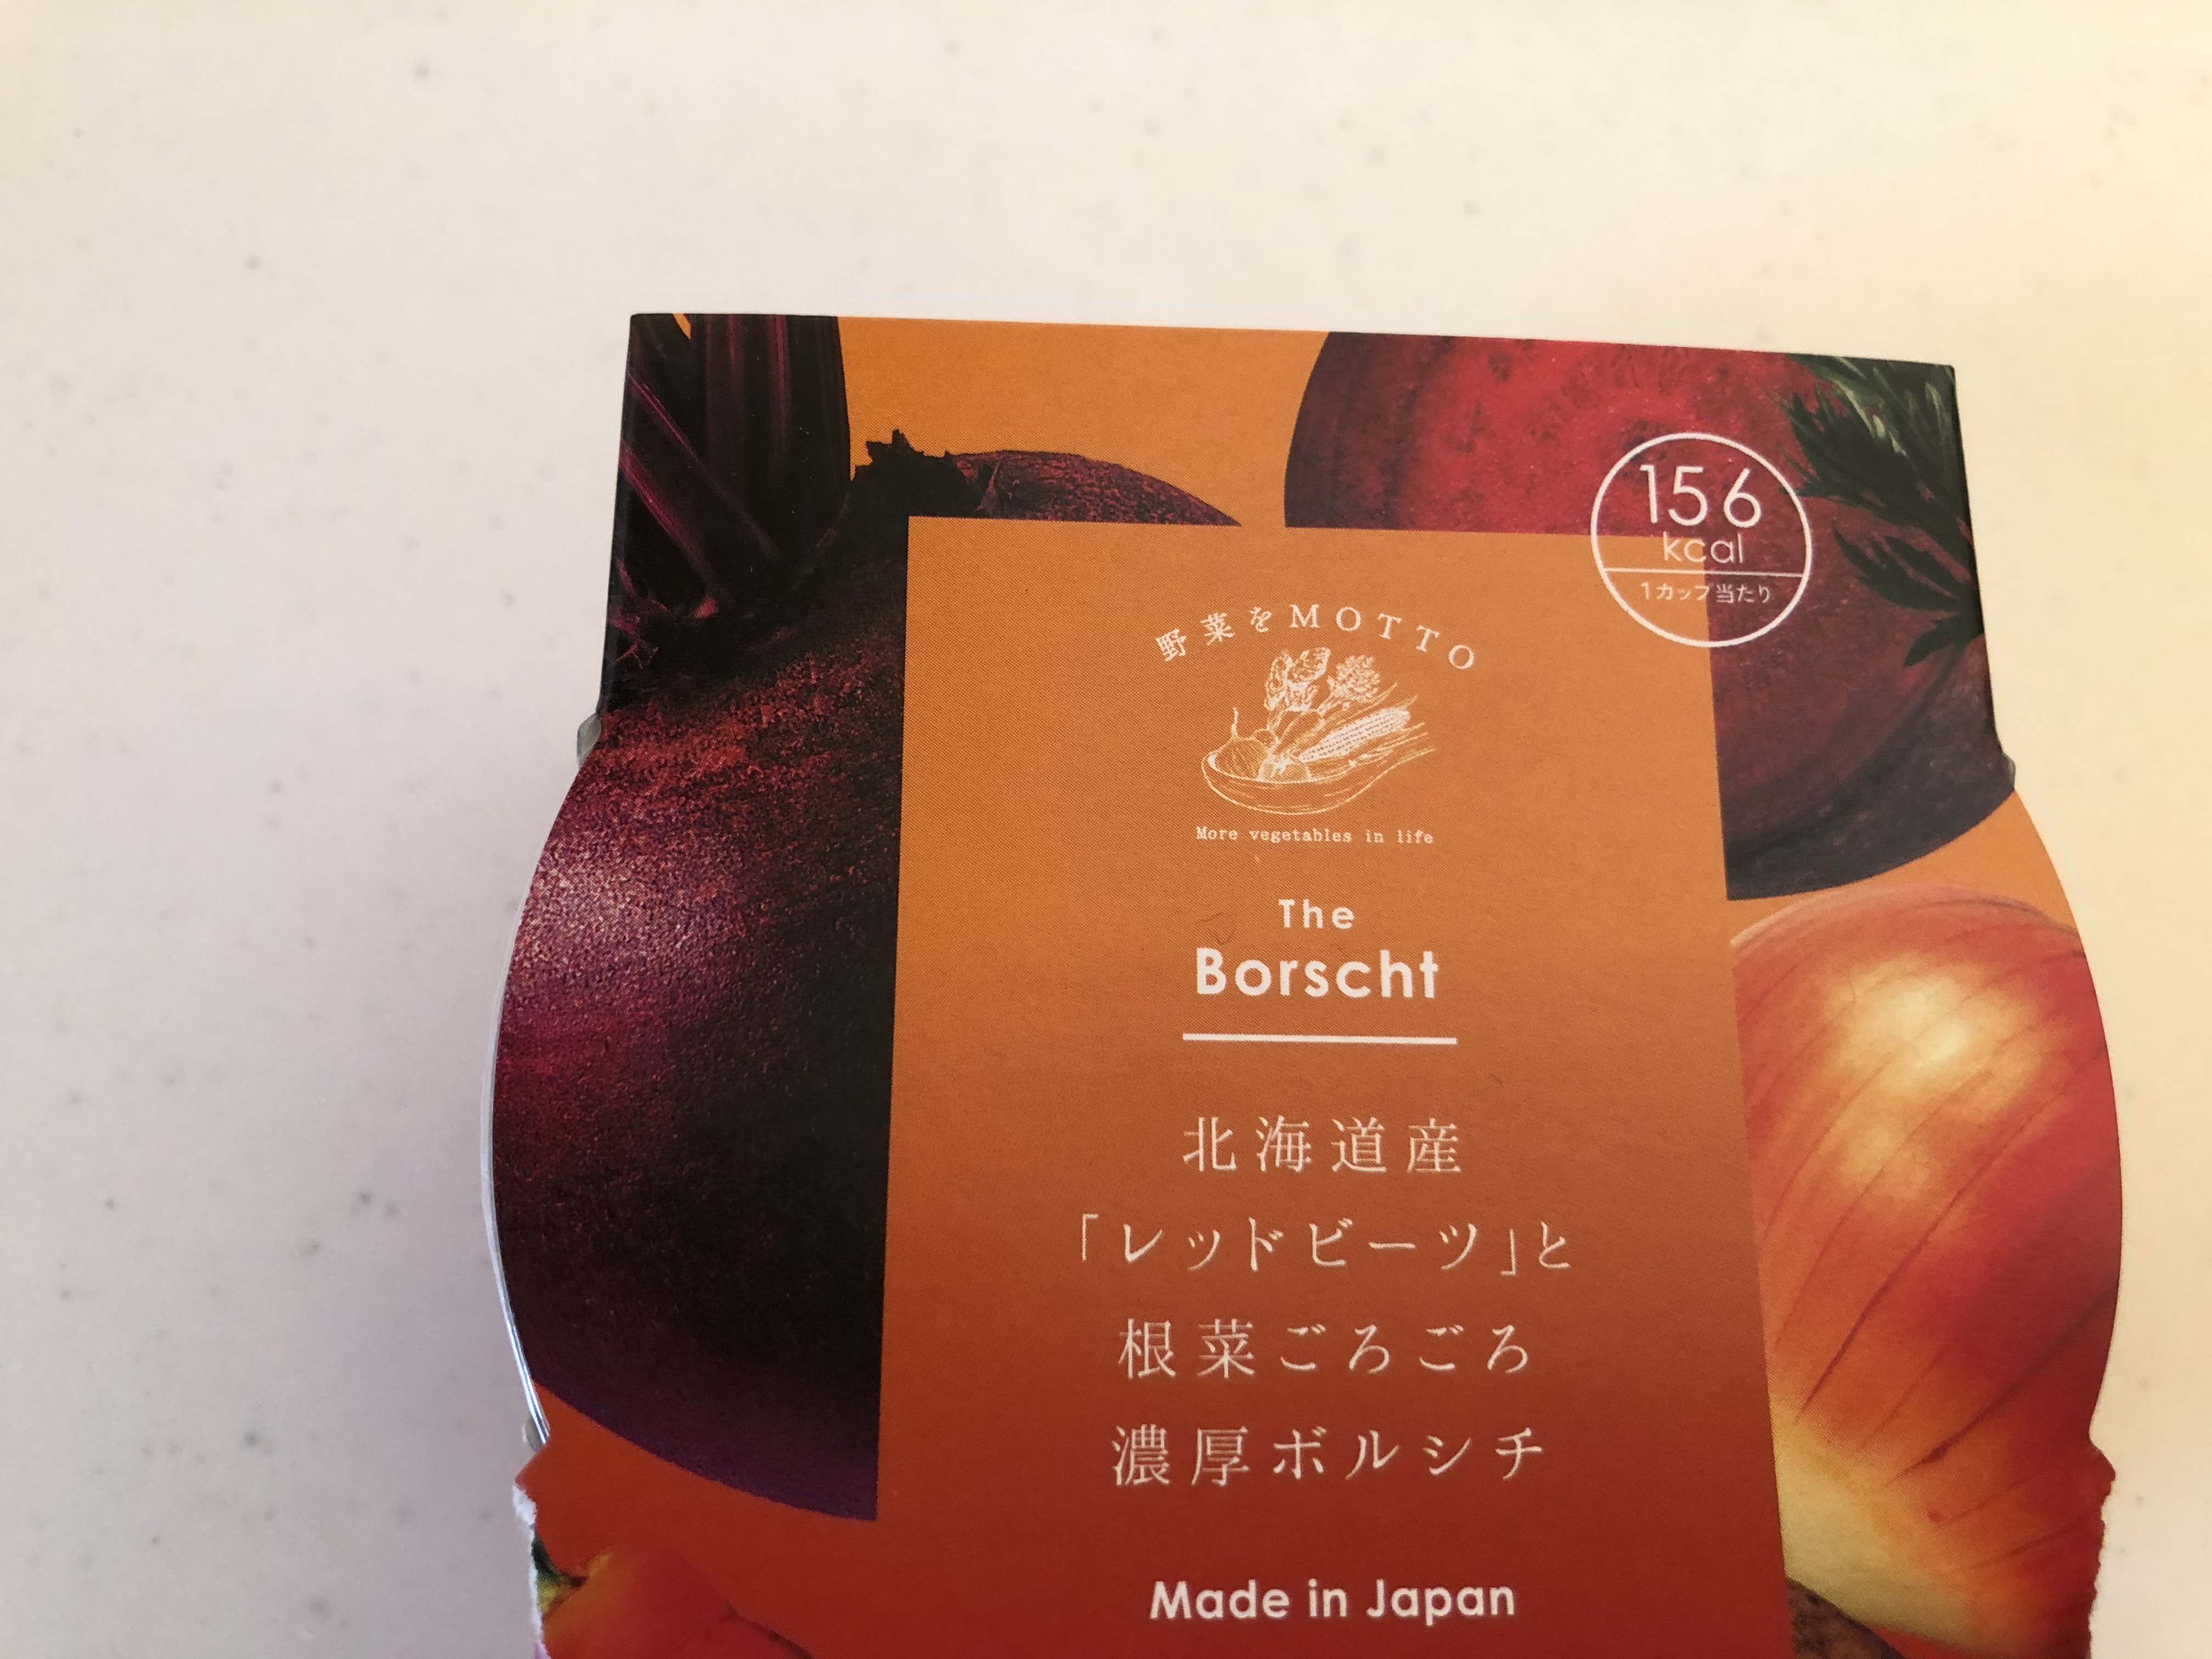 156
kcal
1カップ当たり
野菜をMOTTO
More vegetables in life
The
Borscht
北海道産
「レッドビーツ」と
根菜ごろごろ
濃厚ボルシチ
Made in Japan